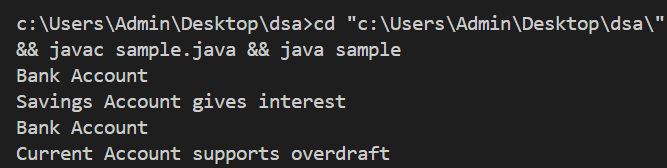 c:\Users\Admin\Desktop\dsa>cd "c:\Users\Admin\Desktop\dsa\"
&& javac sample.java && java sample
Bank Account
Savings Account gives interest
Bank Account
Current Account supports overdraft